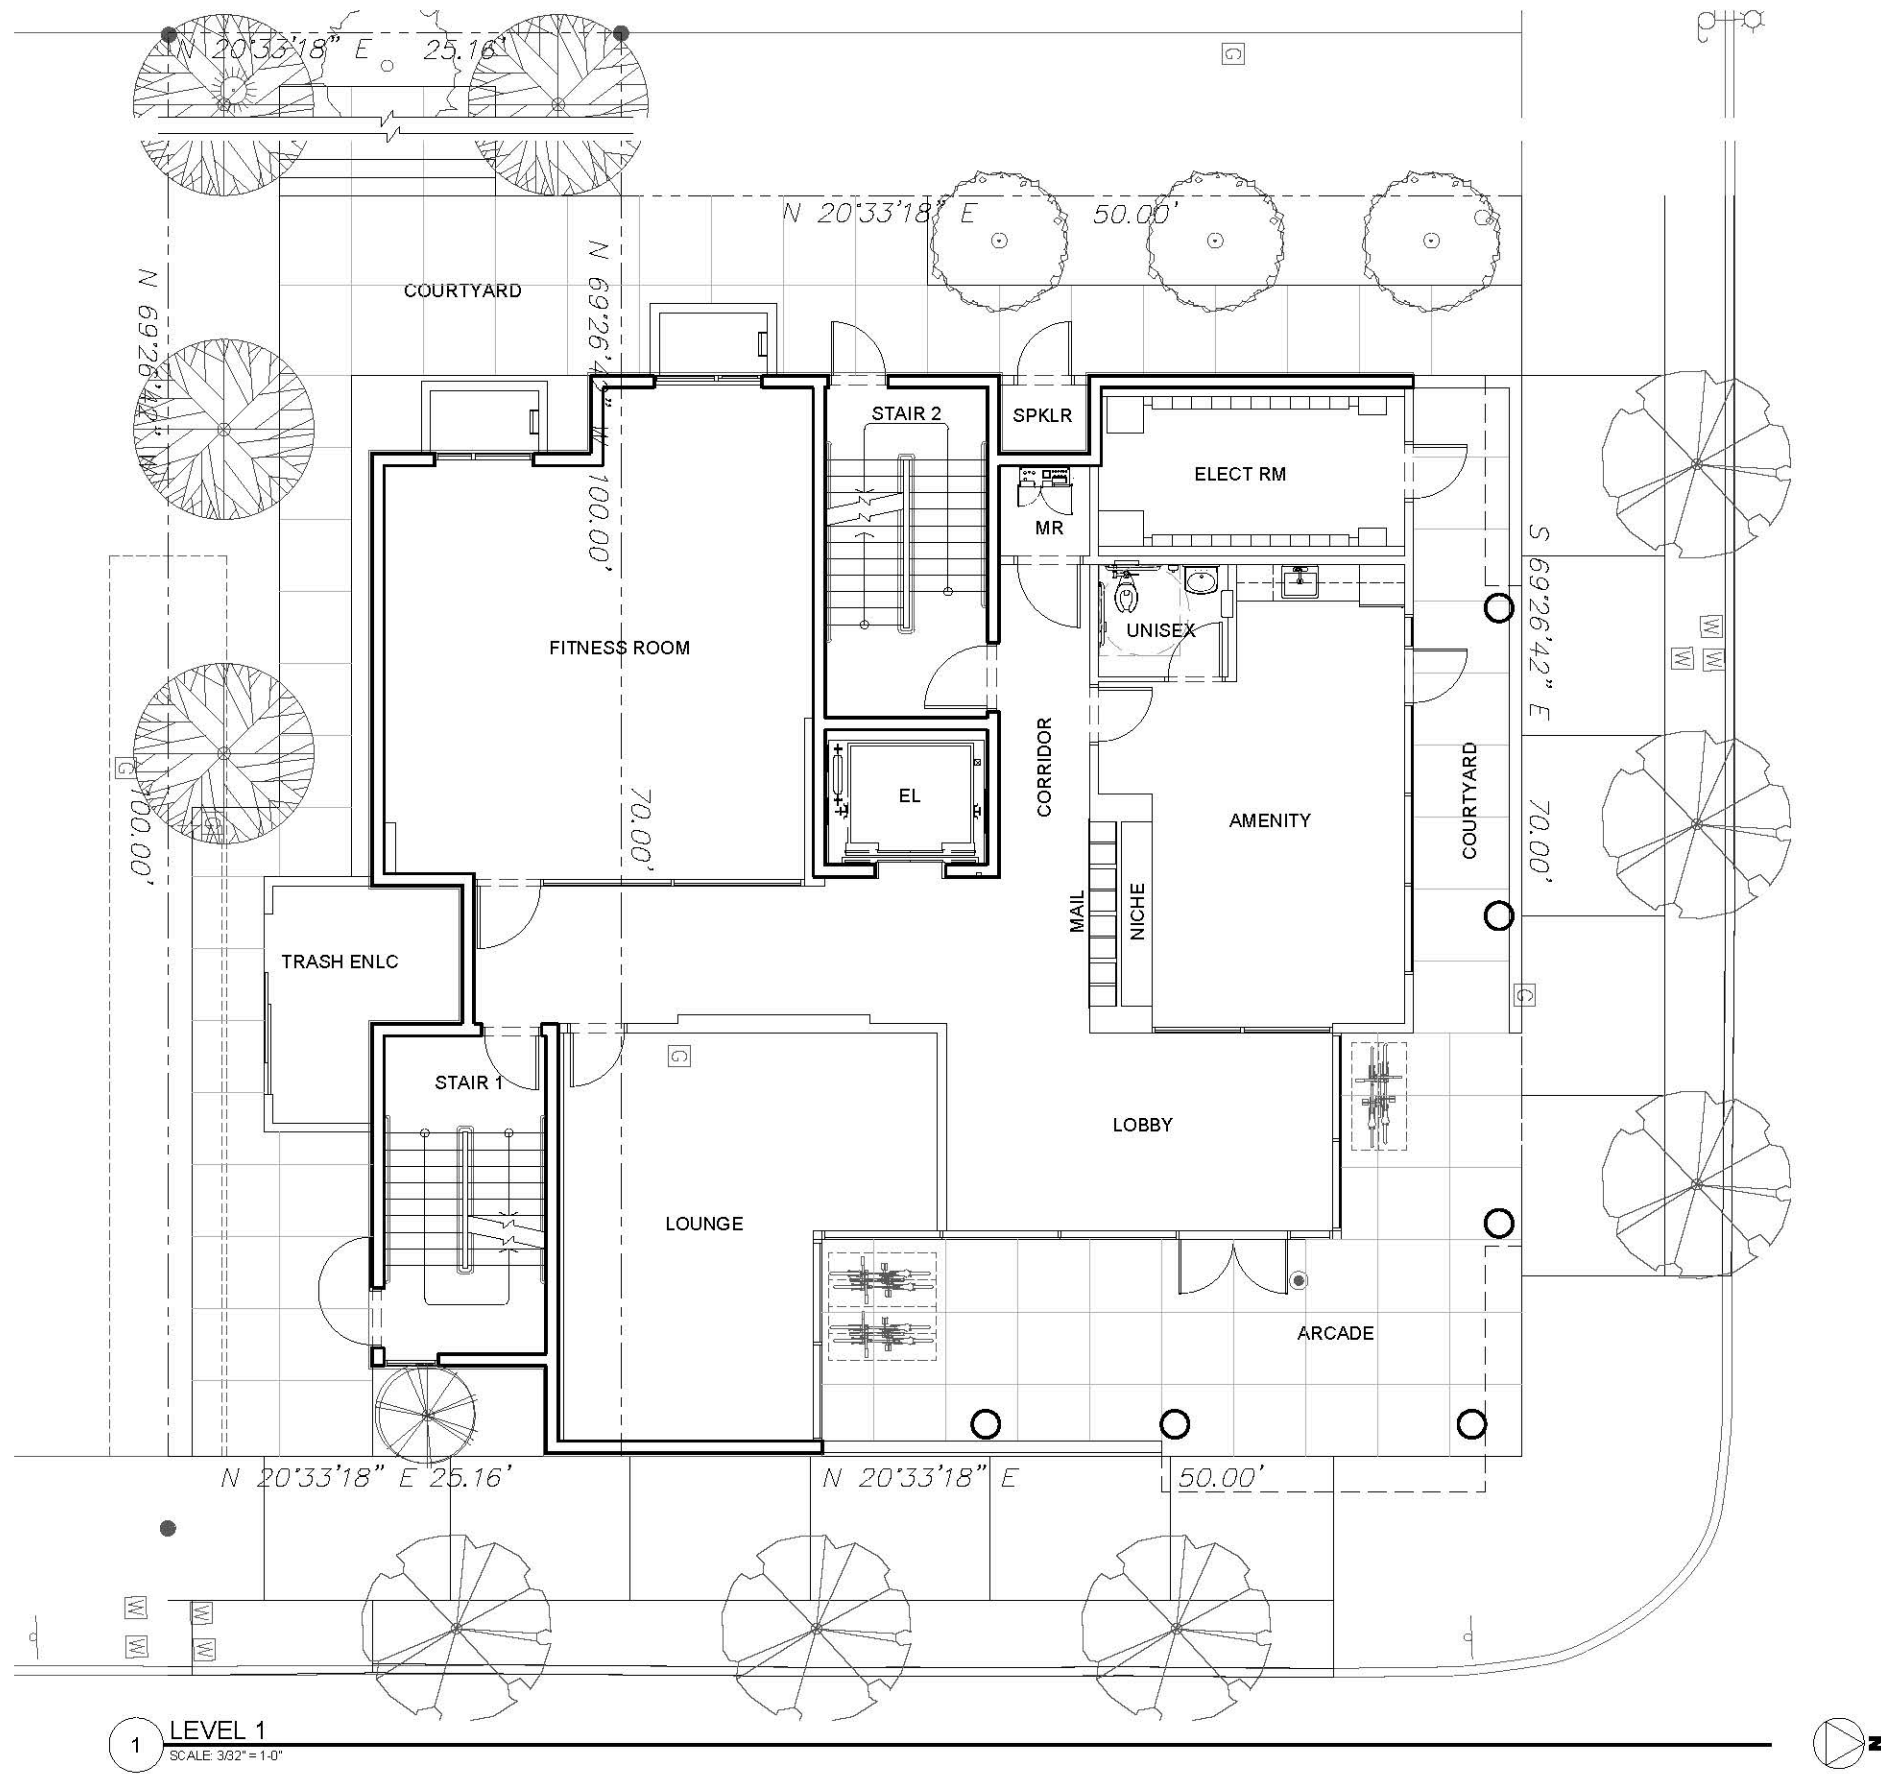 N 20°33'18" E 25.16'
N 20°33'18" E 50.00'
G
COURTYARD
N 69°26'42" W 100.00'
N 69°26'42" W 100.00'
70.00'
STAIR 2
SPKLR
ELECT RM
MR
S 69°26'42" E 70.00'
FITNESS ROOM
UNISEX
W
W
W
G
G
EL
CORRIDOR
AMENITY
COURTYARD
MAIL
NICHE
TRASH ENLC
G
G
STAIR 1
LOBBY
LOUNGE
ARCADE
N 20°33'18" E 25.16'
N 20°33'18" E 50.00'
W
W
W
W
1
LEVEL 1
SCALE: 3/32" = 1-0"
N